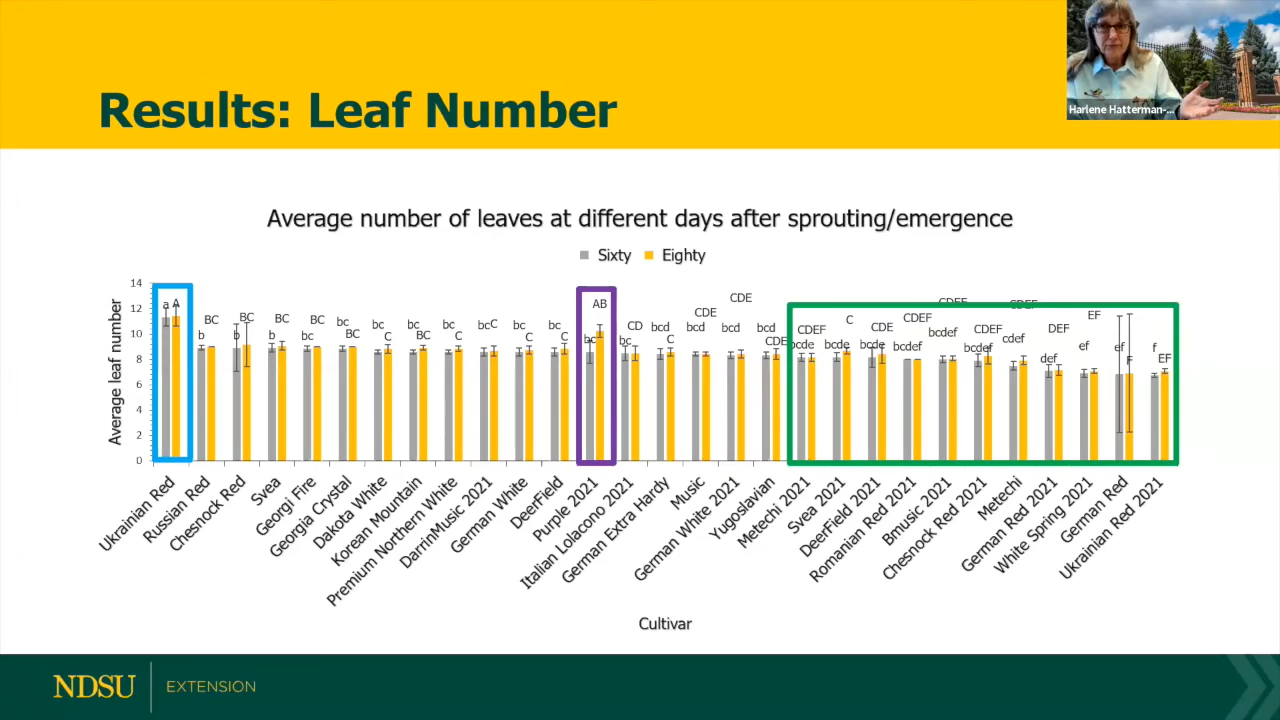 Harlene Hatterman-...
Results: Leaf Number
Average number of leaves at different days after sprouting/emergence
Sixty Eighty
Average leaf number
14
12
10
8
6
4
2
0
a A
b BC
b BC
bc BC
bc BC
bc BC
bc C
bc BC
bc C
bc C
bc C
bc C
bc AB
bc CD
bcd C
bcd CDE
bcd CDE
bcd CDE
bcde CDEF
bcde C
bcde CDE
bcdef CDEF
bcdef CDEF
bcdef CDEF
cdef CDEF
def DEF
ef EF
ef F
f EF
Ukrainian Red
Russian Red
Chesnock Red
Svea
Georgi Fire
Georgia Crystal
Dakota White
Korean Mountain
Premium Northern White
DarrinMusic 2021
German White
DeerField
Purple 2021
Italian Lolacono 2021
German Extra Hardy
Music
German White 2021
Yugoslavian
Metechi 2021
Svea 2021
DeerField 2021
Romanian Red 2021
Bmusic 2021
Chesnock Red 2021
Metechi
German Red 2021
White Spring 2021
German Red
Ukrainian Red 2021
Cultivar
NDSU EXTENSION